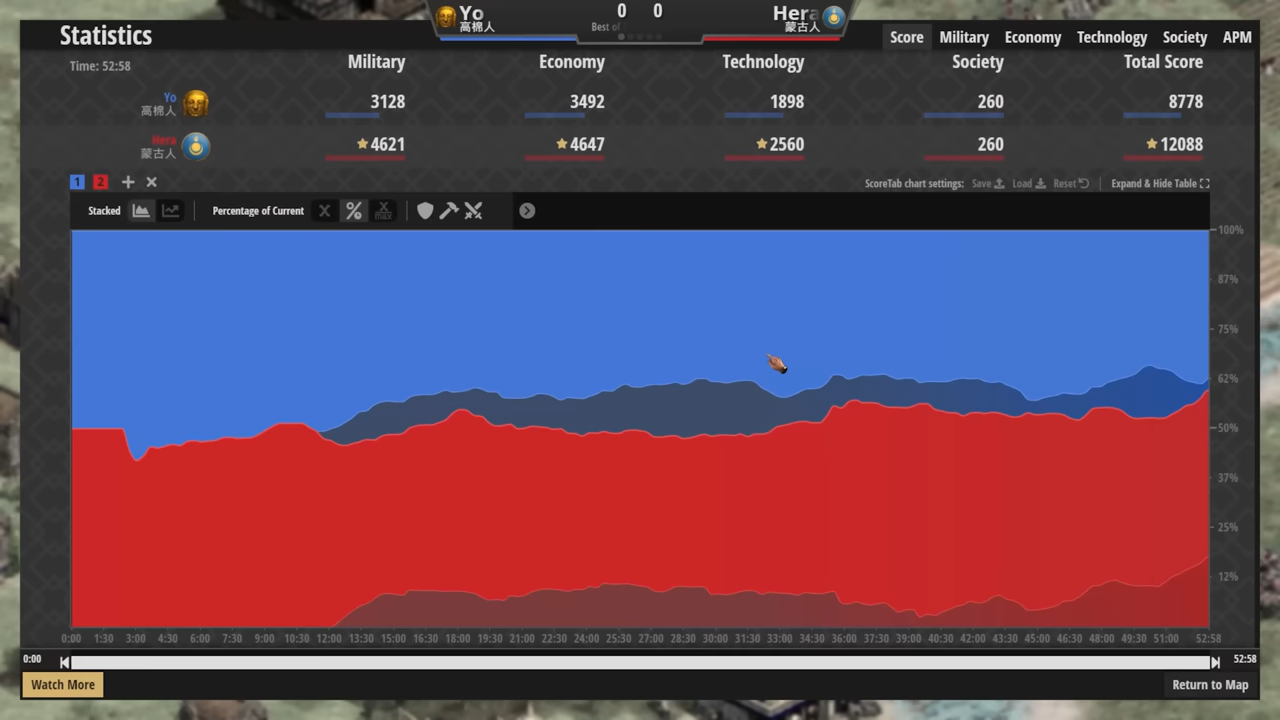 Yo 0 0 Hera
高棉人 Best of 蒙古人
Statistics
Score Military Economy Technology Society APM
Time: 52:58 Military Economy Technology Society Total Score
Yo 3128 3492 1898 260 8778
高棉人
Hera 4621 4647 2560 260 12088
蒙古人
1 2 + × ScoreTab chart settings: Save Load Reset Expand & Hide Table
Stacked Percentage of Current X % X max
100%
87%
75%
62%
50%
37%
25%
12%
0:00 1:30 3:00 4:30 6:00 7:30 9:00 10:30 12:00 13:30 15:00 16:30 18:00 19:30 21:00 22:30 24:00 25:30 27:00 28:30 30:00 31:30 33:00 34:30 36:00 37:30 39:00 40:30 42:00 43:30 45:00 46:30 48:00 49:30 51:00 52:58
0:00 52:58
Watch More Return to Map